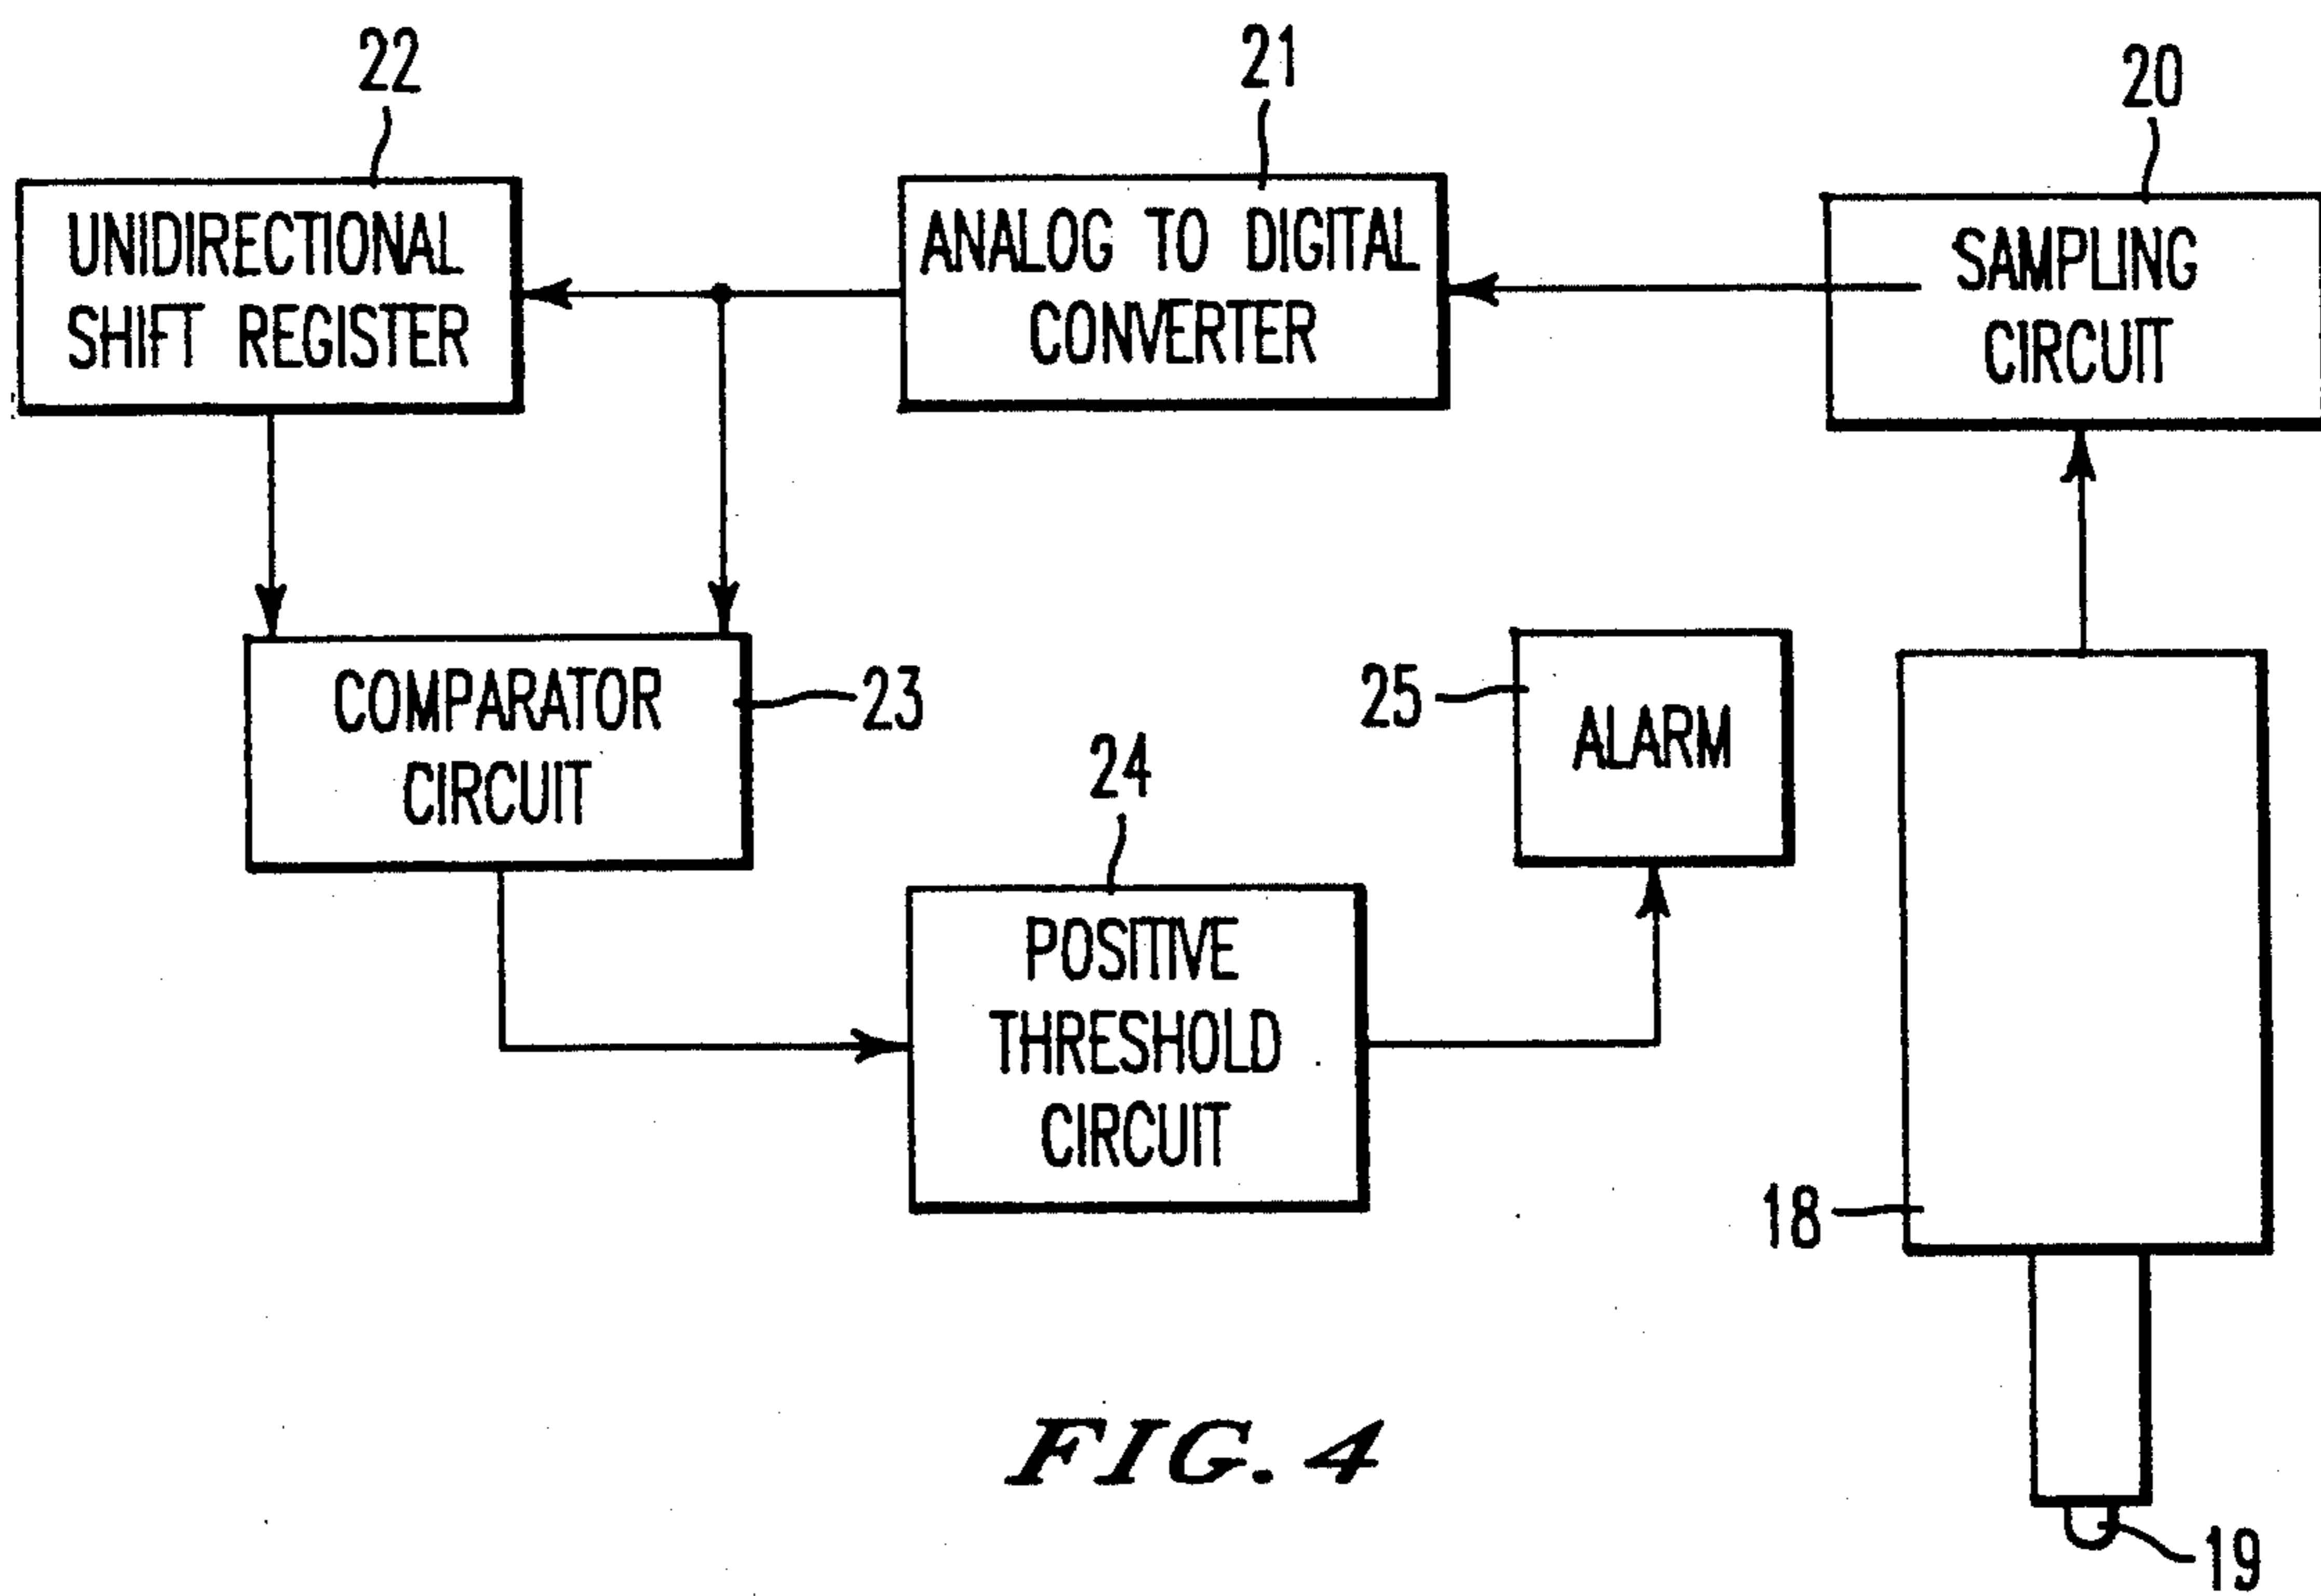 22
21
20
UNIDIRECTIONAL
SHIFT REGISTER
ANALOG TO DIGITAL
CONVERTER
SAMPLING
CIRCUIT
COMPARATOR
CIRCUIT
23
25
ALARM
24
POSITIVE
THRESHOLD
CIRCUIT
18
FIG. 4
19